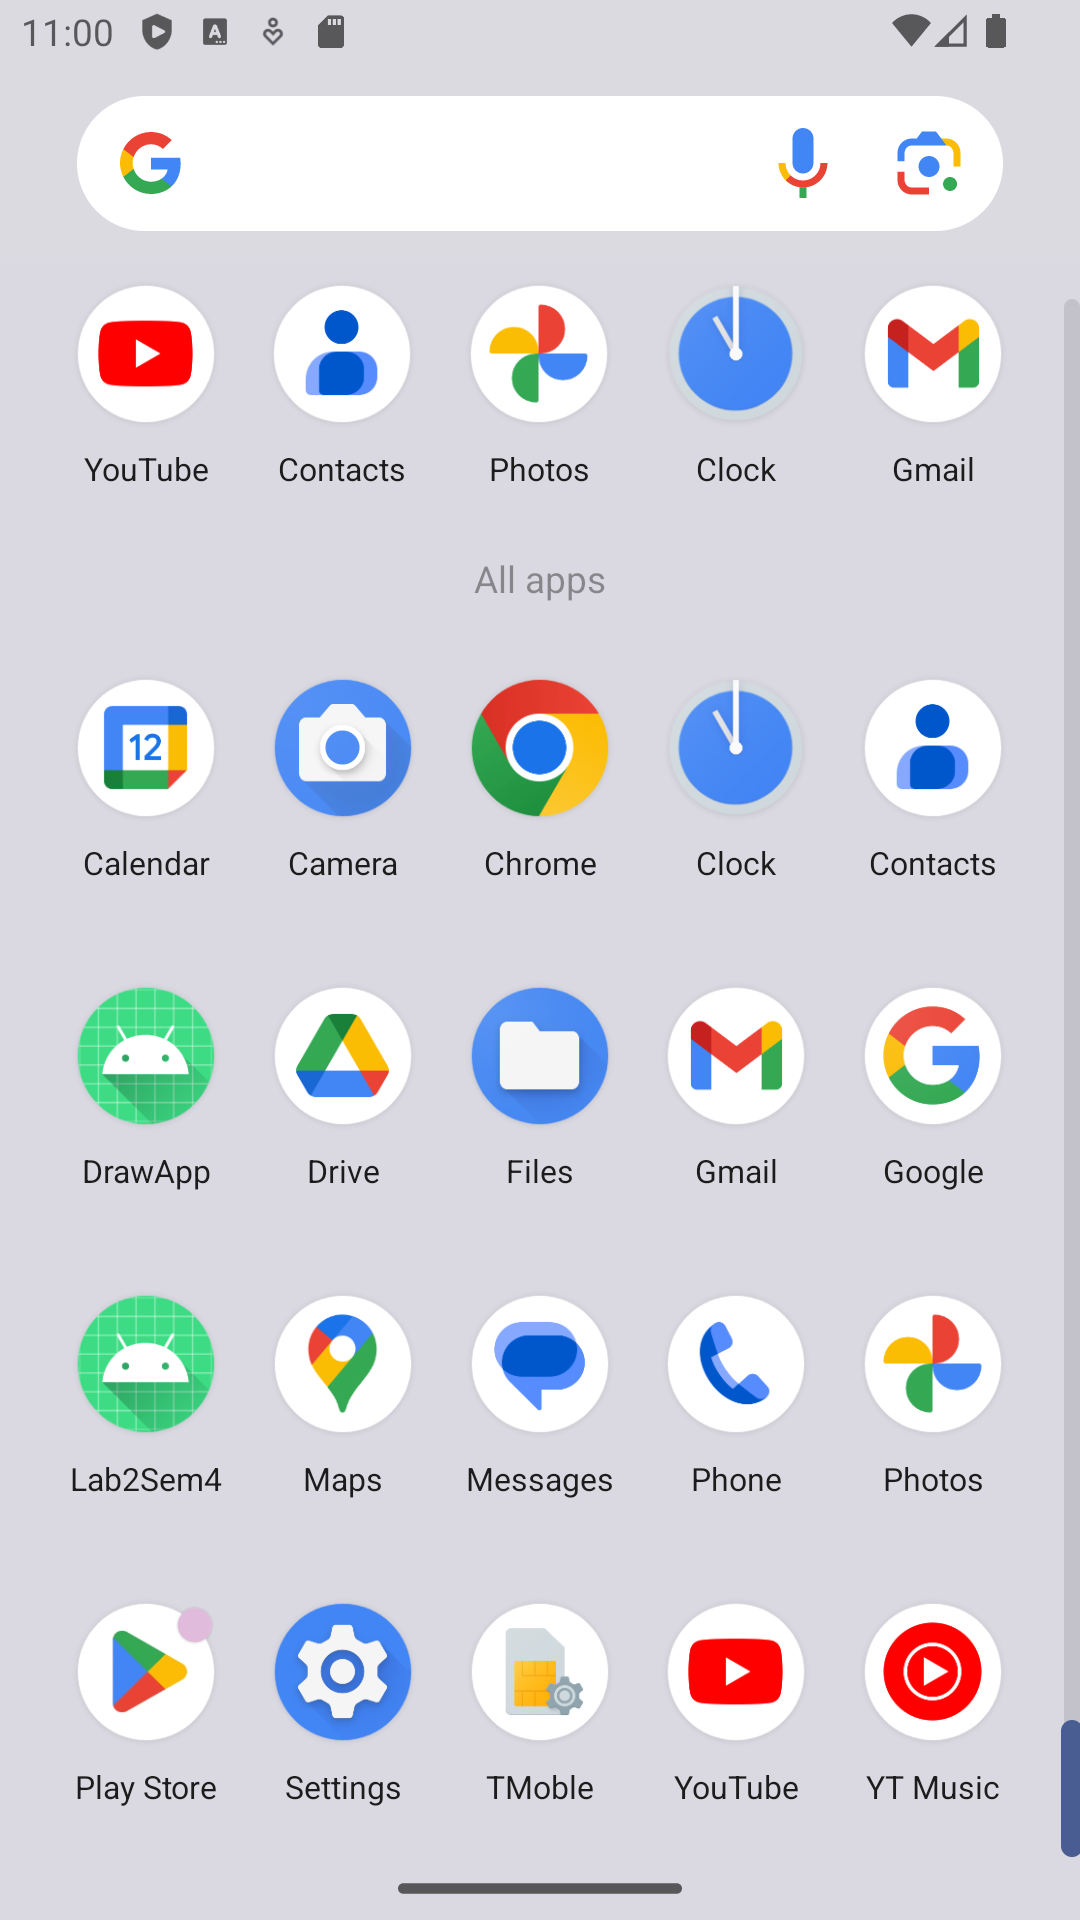 11:00
YouTube Contacts Photos Clock Gmail
All apps
12
Calendar Camera Chrome Clock Contacts
DrawApp Drive Files Gmail Google
Lab2Sem4 Maps Messages Phone Photos
Play Store Settings TMoble YouTube YT Music